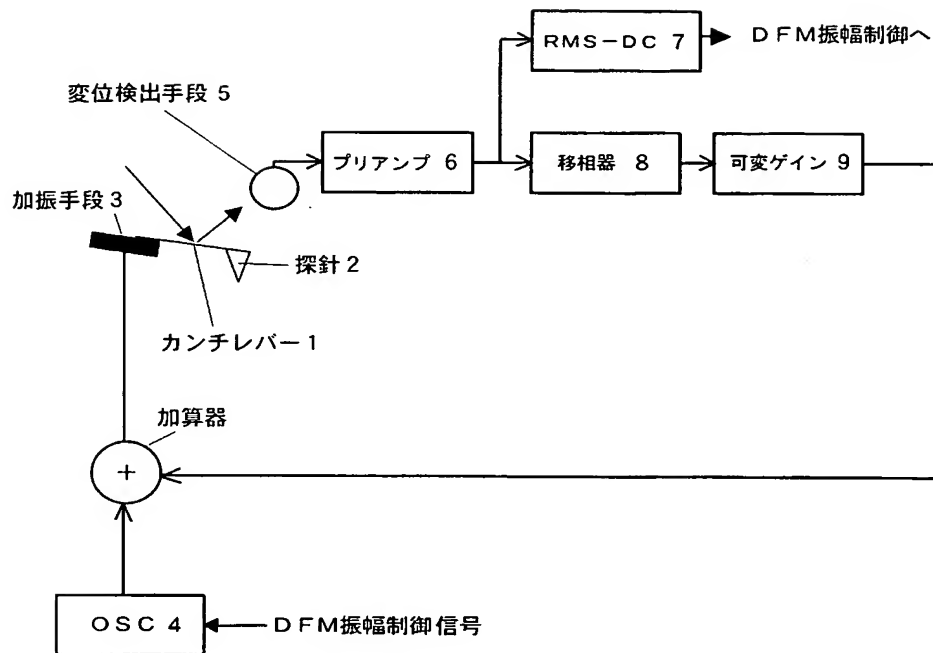 RMS-DC 7
DFM振幅制御へ
変位検出手段 5
プリアンプ 6
移相器 8
可変ゲイン 9
加振手段 3
探針 2
カンチレバー 1
加算器
+
OSC 4
DFM振幅制御信号